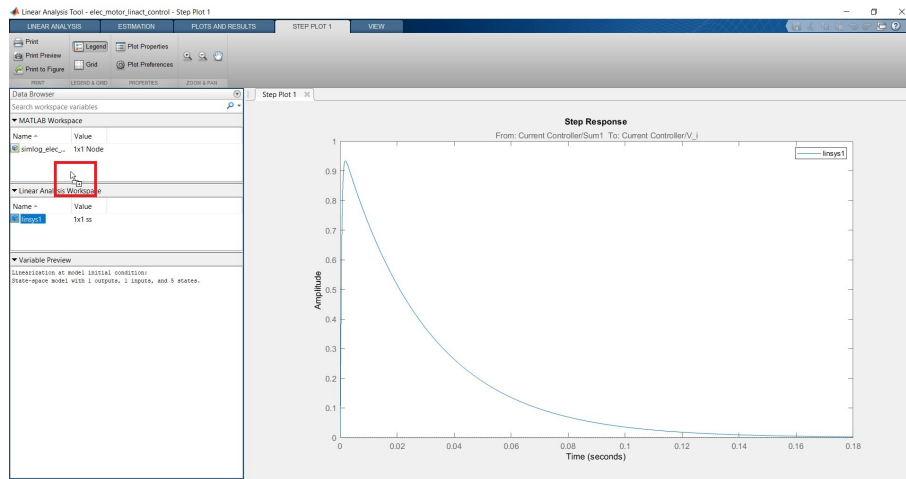 Linear Analysis Tool - elec_motor_linact_control - Step Plot 1
LINEAR ANALYSIS ESTIMATION PLOTS AND RESULTS STEP PLOT 1 VIEW
Print
Print Preview
Print to Figure
Legend
Grid
Plot Properties
Plot Preferences
PRINT LEGEND & GRID PROPERTIES ZOOM & PAN
Data Browser
Search workspace variables
MATLAB Workspace
Name Value
simlog_elec_... 1x1 Node
Linear Analysis Workspace
Name Value
linsys1 1x1 ss
Variable Preview
Linearization at model initial condition:
State-space model with 1 outputs, 1 inputs, and 5 states.
Step Plot 1
Step Response
From: Current Controller/Sum1 To: Current Controller/V_i
linsys1
1
0.9
0.8
0.7
0.6
0.5
0.4
0.3
0.2
0.1
0
Amplitude
0 0.02 0.04 0.06 0.08 0.1 0.12 0.14 0.16 0.18
Time (seconds)